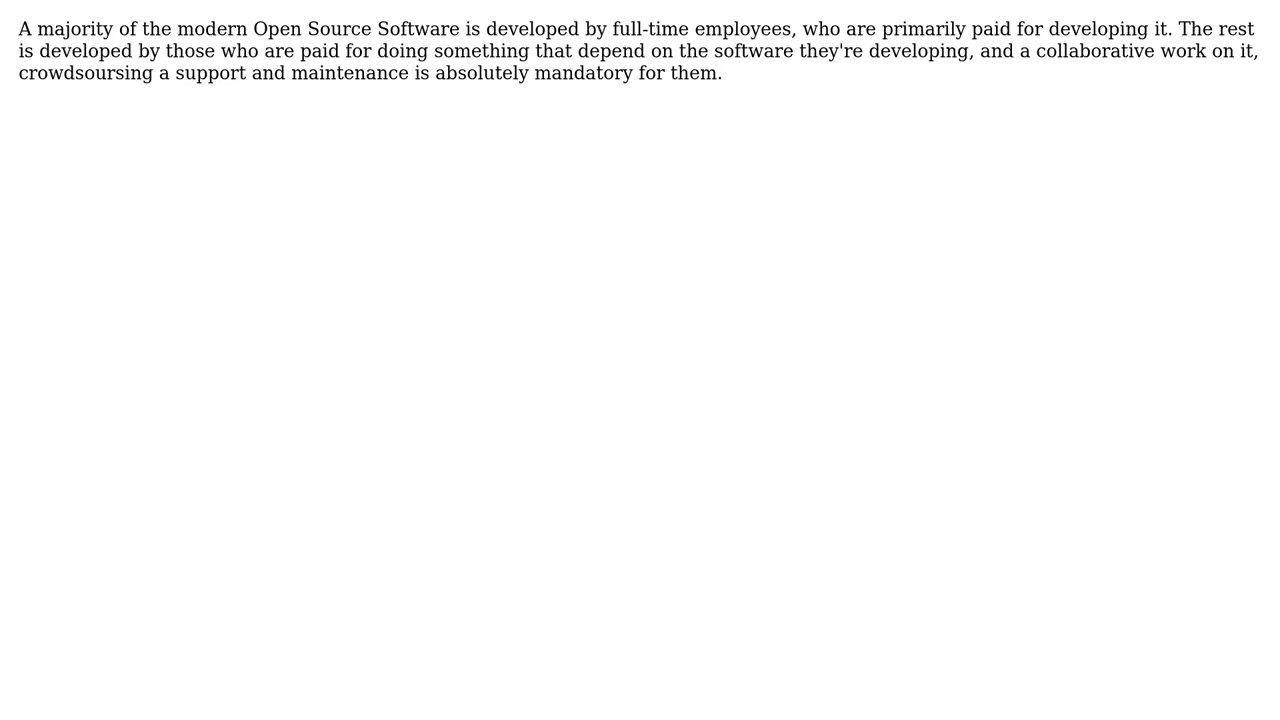 A majority of the modern Open Source Software is developed by full-time employees, who are primarily paid for developing it. The rest
is developed by those who are paid for doing something that depend on the software they're developing, and a collaborative work on it,
crowdsoursing a support and maintenance is absolutely mandatory for them.